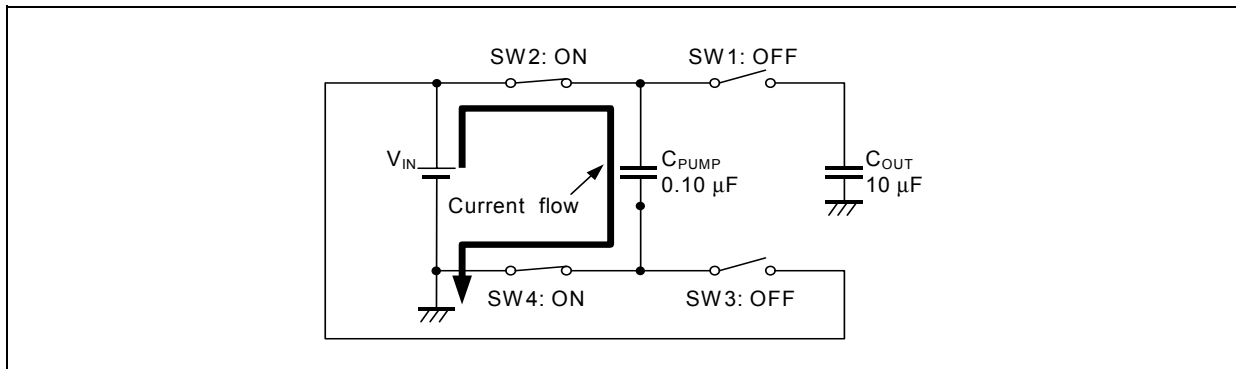 SW2: ON
SW1: OFF
VIN
CPUMP
0.10 μF
COUT
10 μF
Current flow
SW4: ON
SW3: OFF